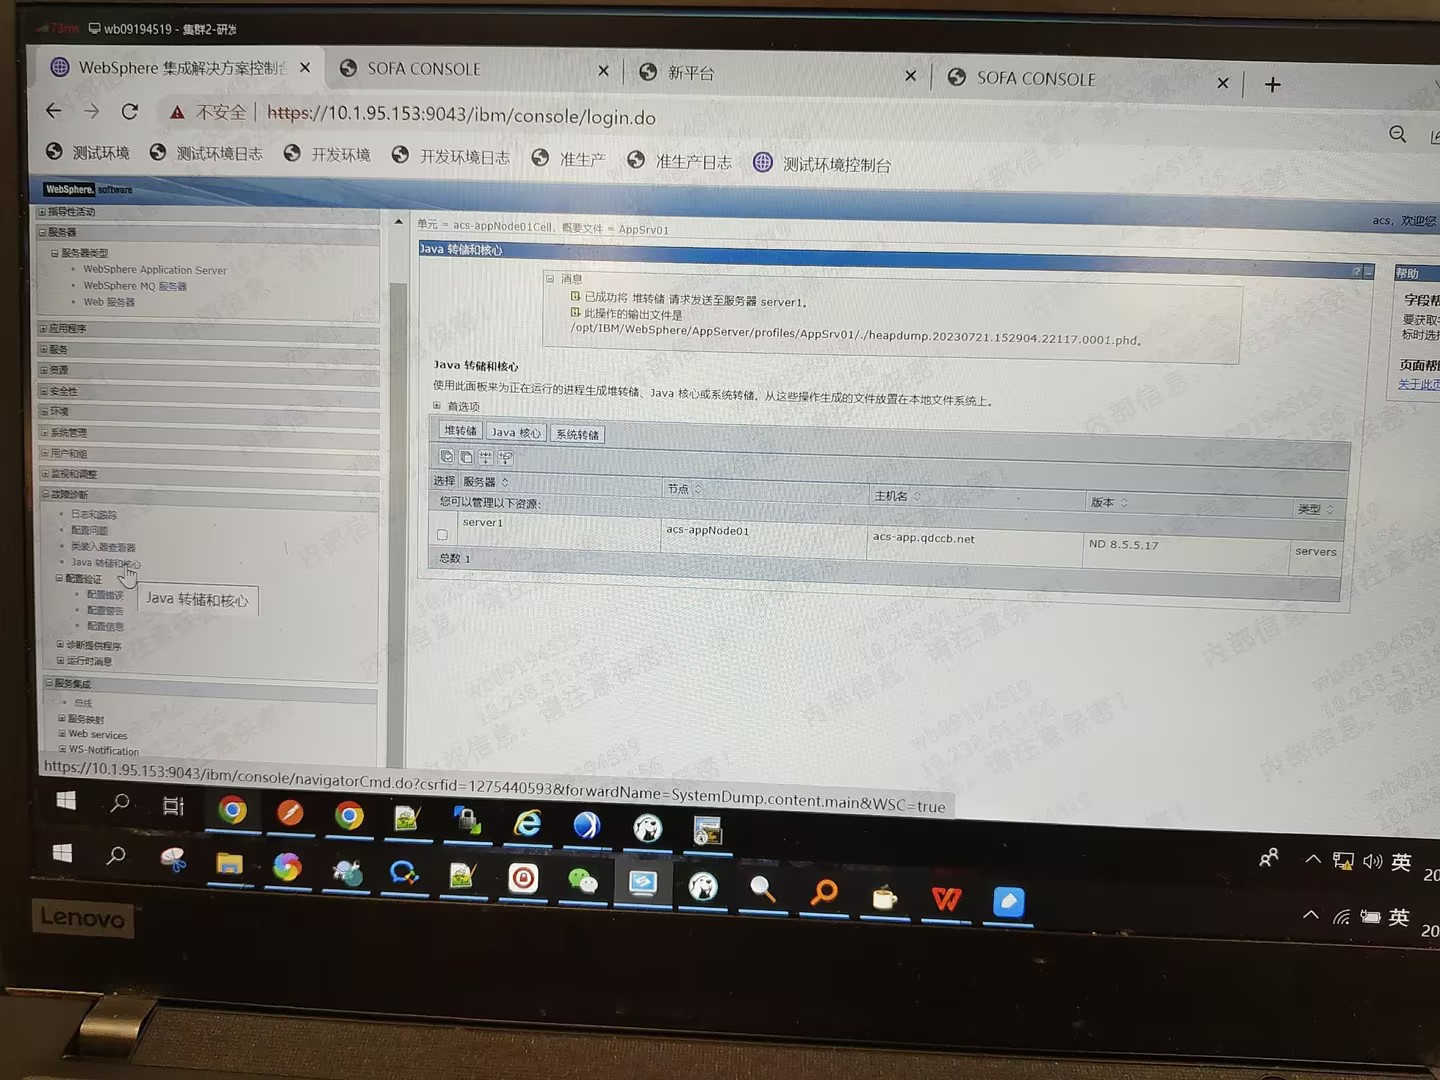 73ms wb09194519 - 集群2-研发
WebSphere 集成解决方案控制台
SOFA CONSOLE
新平台
SOFA CONSOLE
不安全 https://10.1.95.153:9043/ibm/console/login.do
测试环境 测试环境日志 开发环境 开发环境日志 准生产 准生产日志 测试环境控制台
WebSphere. software
acs，欢迎您
指导性活动
服务器
服务器类型
WebSphere Application Server
WebSphere MQ 服务器
Web 服务器
应用程序
服务
资源
安全性
环境
系统管理
用户和组
监视和调整
故障诊断
日志和跟踪
配置问题
类装入器查看器
Java 转储和核心
配置验证
配置错误
配置警告
配置信息
Java 转储和核心
诊断提供程序
运行时消息
服务集成
总线
服务映射
Web services
WS-Notification
单元 = acs-appNode01Cell，概要文件 = AppSrv01
Java 转储和核心
? –
消息
已成功将 堆转储 请求发送至服务器 server1。
此操作的输出文件是
/opt/IBM/WebSphere/AppServer/profiles/AppSrv01/./heapdump.20230721.152904.22117.0001.phd。
Java 转储和核心
使用此面板来为正在运行的进程生成堆转储、Java 核心或系统转储。从这些操作生成的文件放置在本地文件系统上。
首选项
堆转储 Java 核心 系统转储
选择 服务器 节点 主机名 版本 类型
您可以管理以下资源:
server1 acs-appNode01 acs-app.qdccb.net ND 8.5.5.17 servers
总数 1
帮助
字段帮
要获取
标时选
页面帮
关于此页
https://10.1.95.153:9043/ibm/console/navigatorCmd.do?csrfid=1275440593&forwardName=SystemDump.content.main&WSC=true
英 20
英 20
Lenovo
内部信息，请注意保密！
wb09194519
10.238.51.156